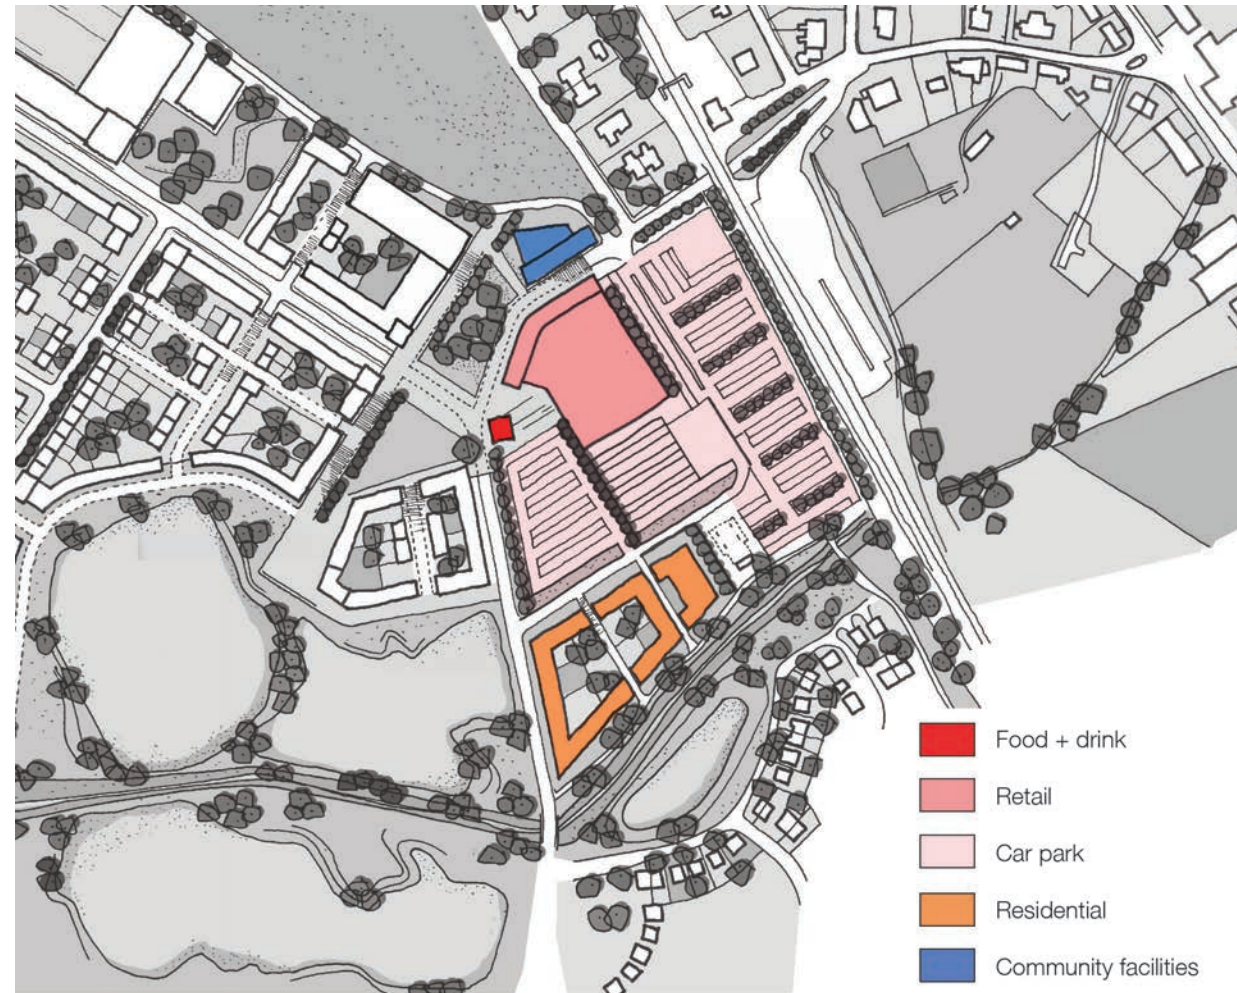 Food + drink
Retail
Car park
Residential
Community facilities